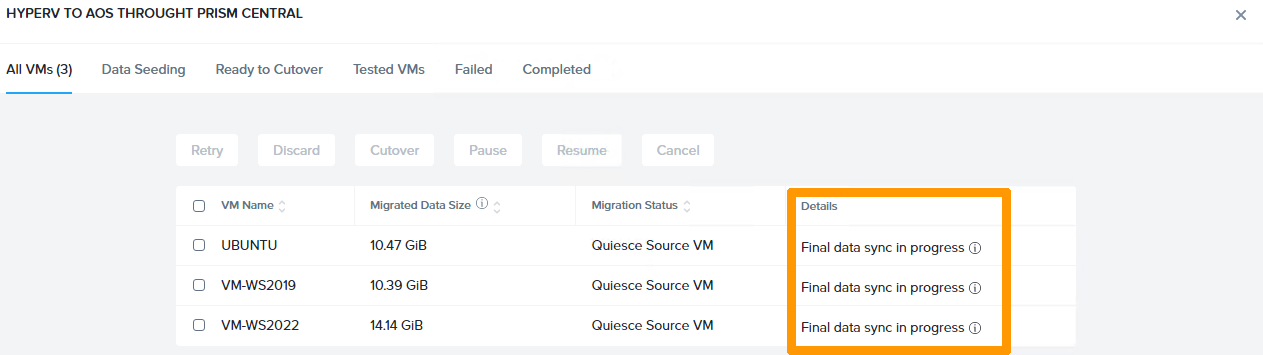 HYPERV TO AOS THROUGHT PRISM CENTRAL
All VMs (3) Data Seeding Ready to Cutover Tested VMs Failed Completed
Retry Discard Cutover Pause Resume Cancel
VM Name Migrated Data Size Migration Status Details
UBUNTU 10.47 GiB Quiesce Source VM Final data sync in progress
VM-WS2019 10.39 GiB Quiesce Source VM Final data sync in progress
VM-WS2022 14.14 GiB Quiesce Source VM Final data sync in progress